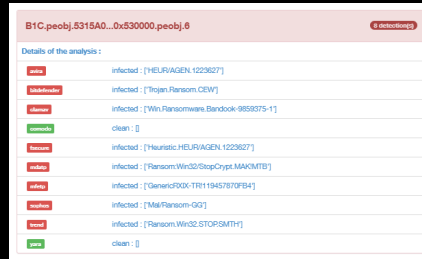 B1C.peobj.5315A0...0x530000.peobj.6 8 detection(s)
Details of the analysis :
avira infected : ['HEUR/AGEN.1223627']
bitdefender infected : ['Trojan.Ransom.CEW']
clamav infected : ['Win.Ransomware.Bandook-9859375-1']
comodo clean : []
fsecure infected : ['Heuristic.HEUR/AGEN.1223627']
mdatp infected : ['Ransom:Win32/StopCrypt.MAK!MTB']
mfetp infected : ['GenericRXIX-TR!119457870FB4']
sophos infected : ['Mal/Ransom-GG']
trend infected : ['Ransom.Win32.STOP.SMTH']
yara clean : []